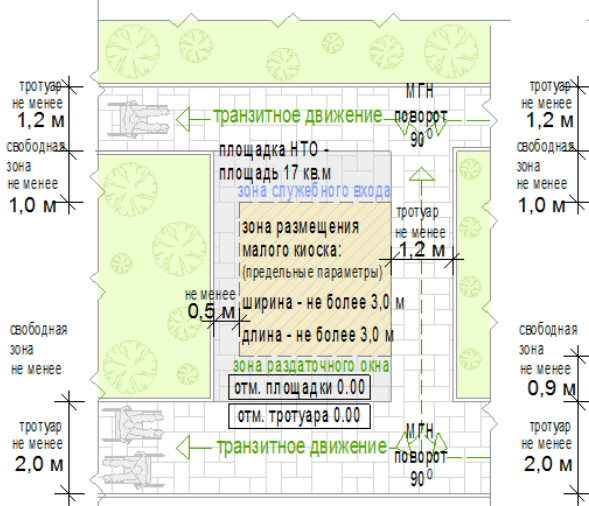 тротуар
не менее
1,2 м
свободная
зона
не менее
1,0 м
свободная
зона
не менее
тротуар
не менее
2,0 м
транзитное движение
МГН
поворот
90⁰
площадка НТО -
площадь 17 кв.м
зона служебного входа
зона размещения
малого киоска:
(предельные параметры)
ширина - не более 3,0 м
длина - не более 3,0 м
не менее
0,5 м
тротуар
не менее
1,2 м
зона раздаточного окна
отм. площадки 0.00
отм. тротуара 0.00
транзитное движение
МГН
поворот
90⁰
тротуар
не менее
1,2 м
свободная
зона
не менее
1,0 м
свободная
зона
не менее
0,9 м
тротуар
не менее
2,0 м